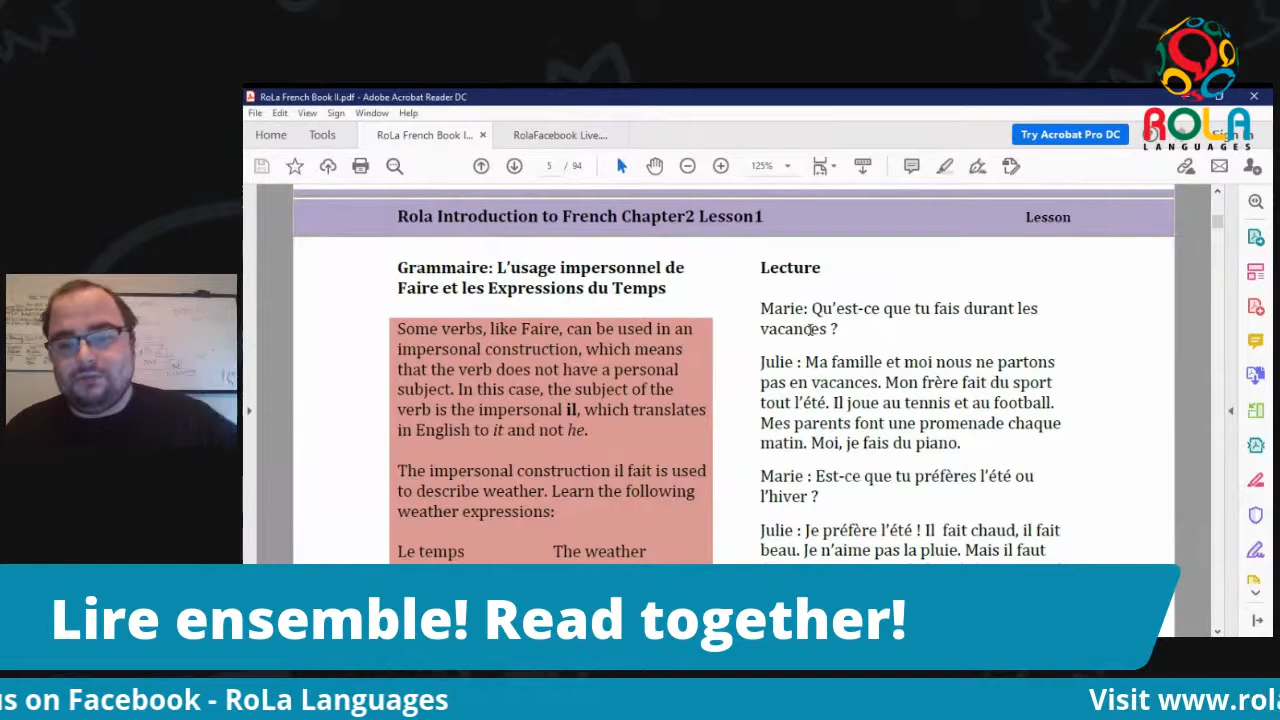 ROLA
LANGUAGES
RoLa French Book II.pdf - Adobe Acrobat Reader DC
File Edit View Sign Window Help
Home Tools RoLa French Book I... × RolaFacebook Live.... Try Acrobat Pro DC
5 / 94 125%
Rola Introduction to French Chapter2 Lesson1 Lesson
Grammaire: L'usage impersonnel de
Faire et les Expressions du Temps
Some verbs, like Faire, can be used in an
impersonal construction, which means
that the verb does not have a personal
subject. In this case, the subject of the
verb is the impersonal il, which translates
in English to it and not he.
The impersonal construction il fait is used
to describe weather. Learn the following
weather expressions:
Le temps The weather
Lecture
Marie: Qu'est-ce que tu fais durant les
vacances ?
Julie : Ma famille et moi nous ne partons
pas en vacances. Mon frère fait du sport
tout l'été. Il joue au tennis et au football.
Mes parents font une promenade chaque
matin. Moi, je fais du piano.
Marie : Est-ce que tu préfères l'été ou
l'hiver ?
Julie : Je préfère l'été ! Il fait chaud, il fait
beau. Je n'aime pas la pluie. Mais il faut
Lire ensemble! Read together!
us on Facebook - RoLa Languages Visit www.rola